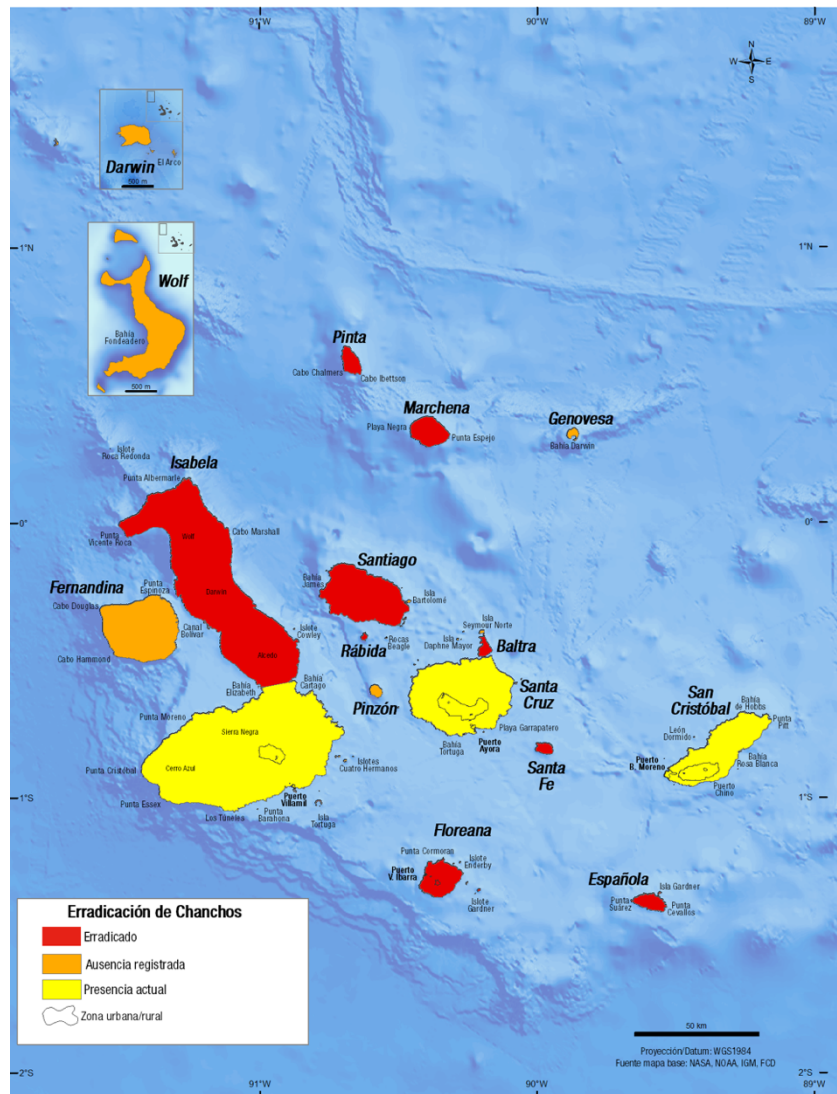 91°W
90°W
89°W
N
W
E
S
El Arco
Darwin
500 m
1°N
1°N
Wolf
Bahía
Fondeadero
500 m
Pinta
Cabo Chalmers
Cabo Ibettson
Marchena
Playa Negra
Punta Espejo
Genovesa
Bahía Darwin
Islote
Roca Redonda
Isabela
Punta Albemarle
0°
0°
Punta
Vicente Roca
Wolf
Cabo Marshall
Santiago
Bahía
James
Isla
Bartolomé
Fernandina
Punta
Espinoza
Cabo Douglas
Darwin
Canal
Bolívar
Islote
Cowley
Rábida
Rocas
Beagle
Isla
Seymour Norte
Isla
Daphne Mayor
Baltra
Cabo Hammond
Alcedo
Bahía
Elizabeth
Bahía
Cartago
Pinzón
Santa
Cruz
San
Cristóbal
Bahía
de Hobbs
Punta
Pitt
Punta Moreno
Sierra Negra
Playa Garrapatero
León
Dormido
Bahía
Tortuga
Puerto
Ayora
Bahía
Rosa Blanca
Punta Cristóbal
Cerro Azul
Islotes
Cuatro Hermanos
Santa
Fe
Puerto
B. Moreno
Puerto
Chino
1°S
1°S
Punta Essex
Puerto
Villamil
Los Túneles
Punta
Barahona
Isla
Tortuga
Floreana
Punta Cormoran
Puerto
V. Ibarra
Islote
Enderby
Islote
Gardner
Española
Isla Gardner
Punta
Suárez
Punta
Cevallos
Erradicación de Chanchos
Erradicado
Ausencia registrada
Presencia actual
Zona urbana/rural
50 km
Proyección/Datum: WGS1984
Fuente mapa base: NASA, NOAA, IGM, FCD
2°S
2°S
91°W
90°W
89°W